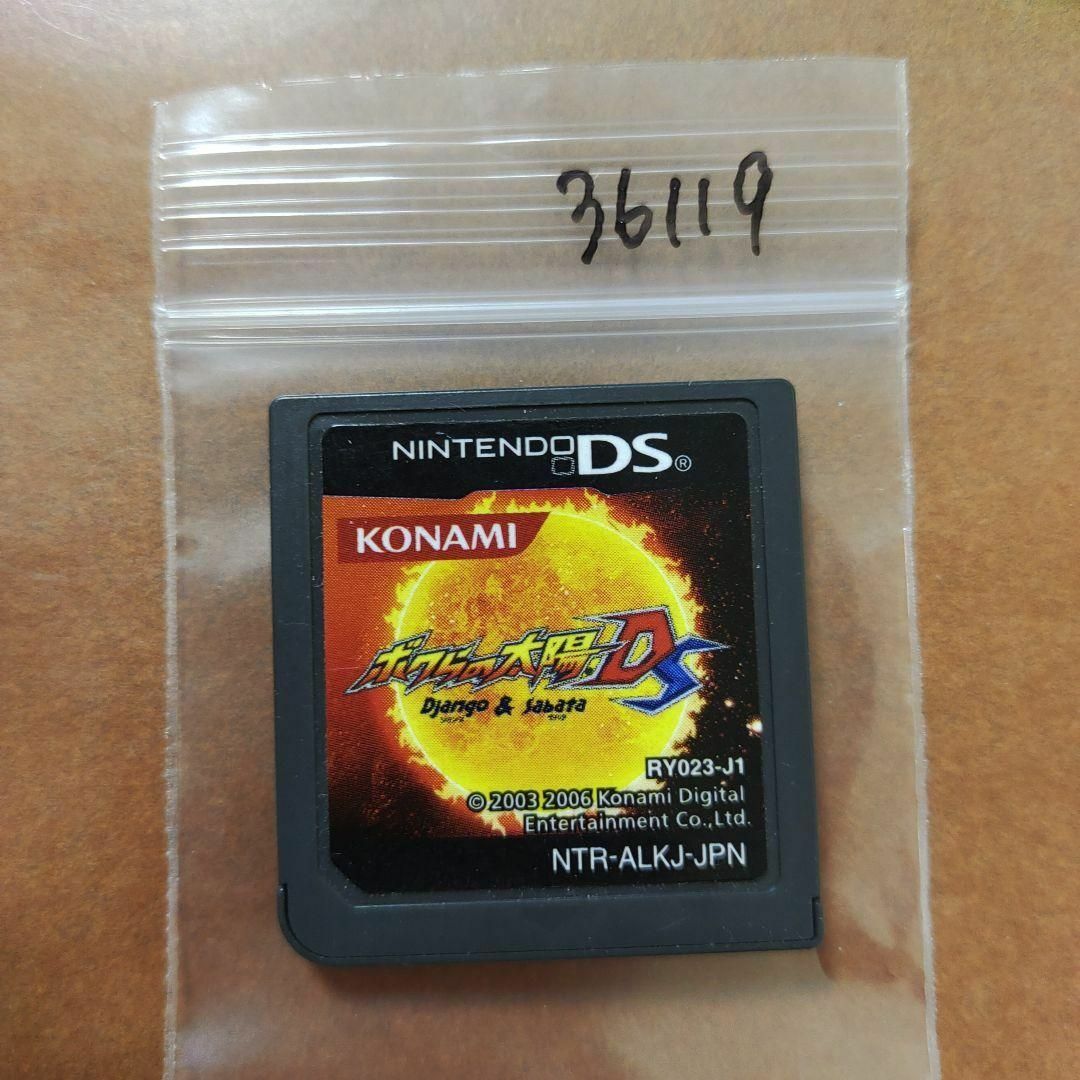 36119
NINTENDO DS®
KONAMI
ボクらの太陽 DS
Django & Sabata
RY023-J1
© 2003 2006 Konami Digital
Entertainment Co.,Ltd.
NTR-ALKJ-JPN